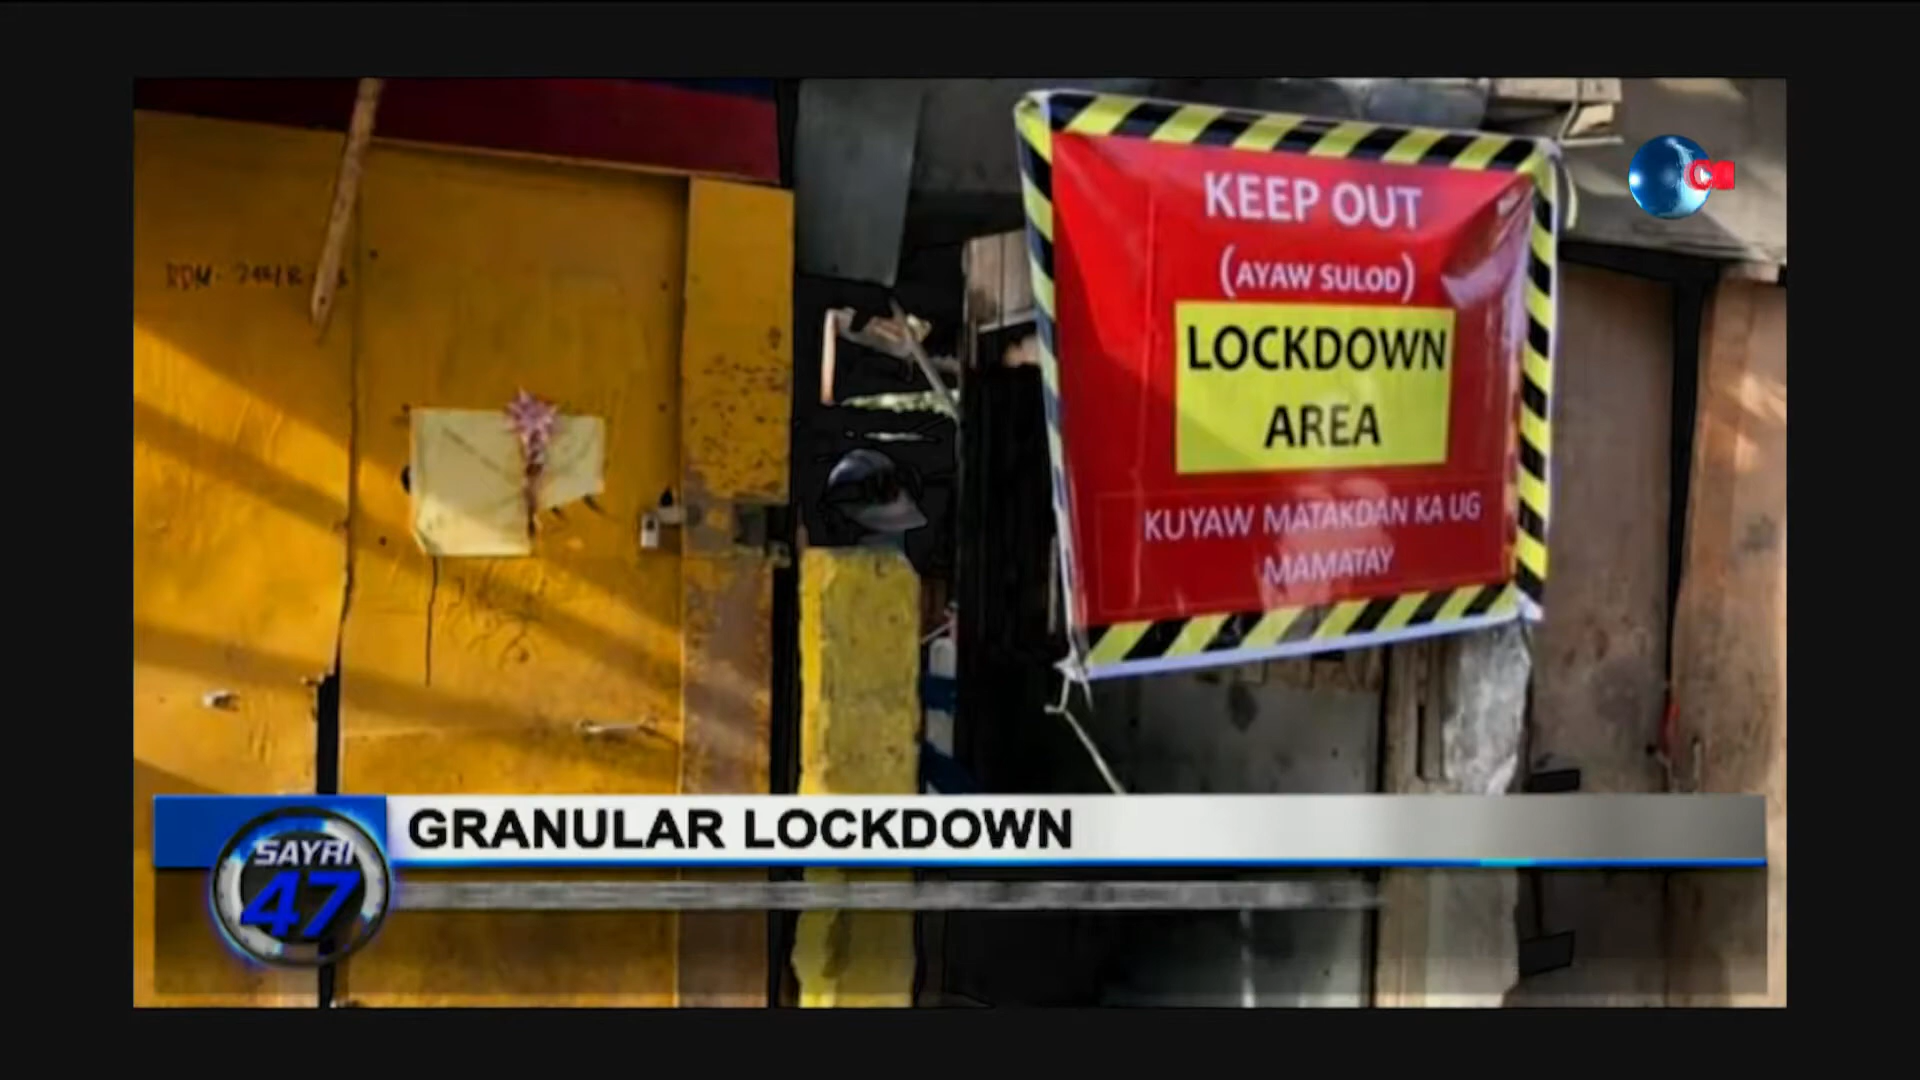 KEEP OUT
(AYAW SULOD)
LOCKDOWN
AREA
KUYAW MATAKDAN KA UG
MAMATAY
GRANULAR LOCKDOWN
SAYRI
47